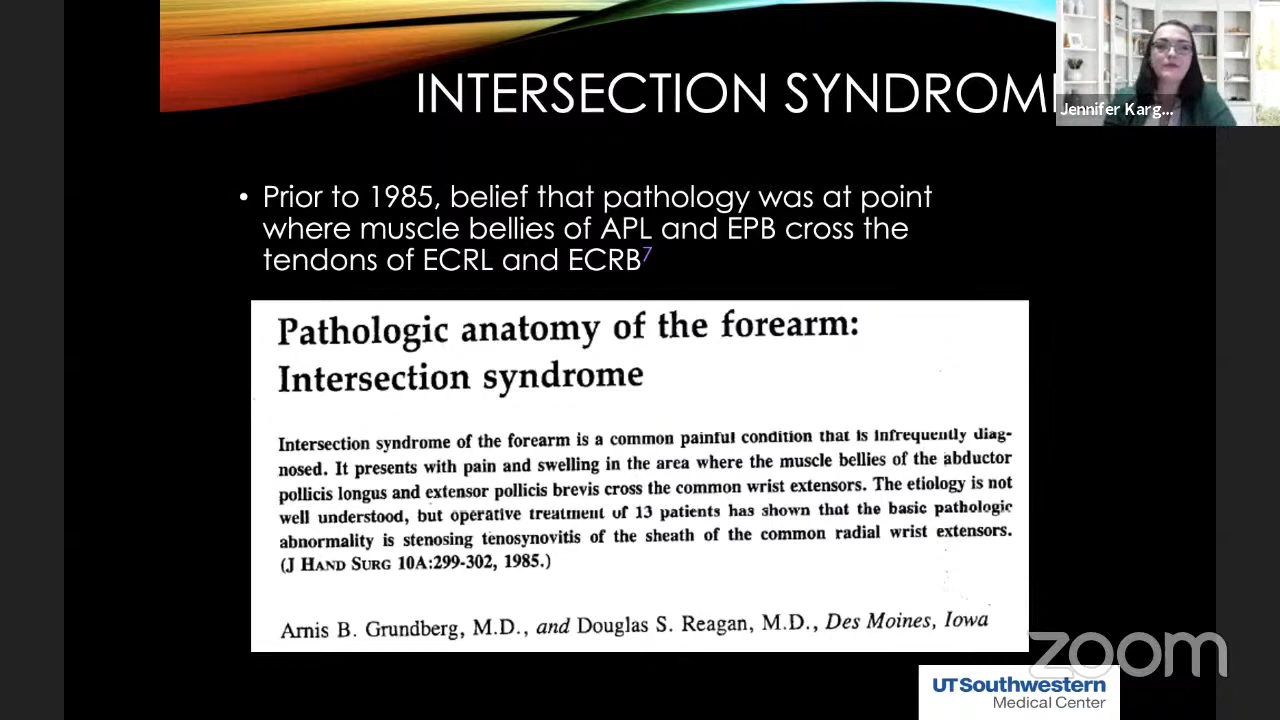 INTERSECTION SYNDROM
Jennifer Karg...
• Prior to 1985, belief that pathology was at point
where muscle bellies of APL and EPB cross the
tendons of ECRL and ECRB7
Pathologic anatomy of the forearm:
Intersection syndrome
Intersection syndrome of the forearm is a common painful condition that is infrequently diag-
nosed. It presents with pain and swelling in the area where the muscle bellies of the abductor
pollicis longus and extensor pollicis brevis cross the common wrist extensors. The etiology is not
well understood, but operative treatment of 13 patients has shown that the basic pathologic
abnormality is stenosing tenosynovitis of the sheath of the common radial wrist extensors.
(J HAND SURG 10A:299-302, 1985.)
Arnis B. Grundberg, M.D., and Douglas S. Reagan, M.D., Des Moines, Iowa
zoom
UTSouthwestern
Medical Center